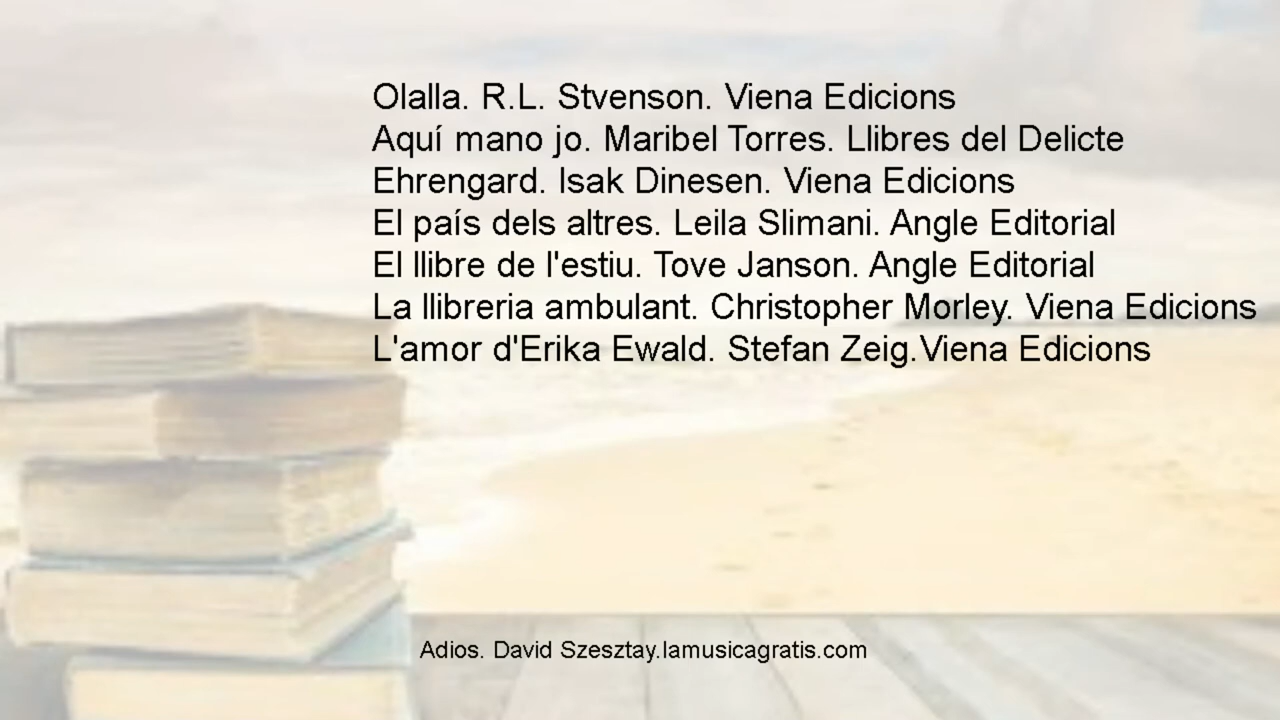 Olalla. R.L. Stvenson. Viena Edicions
Aquí mano jo. Maribel Torres. Llibres del Delicte
Ehrengard. Isak Dinesen. Viena Edicions
El país dels altres. Leila Slimani. Angle Editorial
El llibre de l'estiu. Tove Janson. Angle Editorial
La llibreria ambulant. Christopher Morley. Viena Edicions
L'amor d'Erika Ewald. Stefan Zeig.Viena Edicions
Adios. David Szesztay.lamusicagratis.com